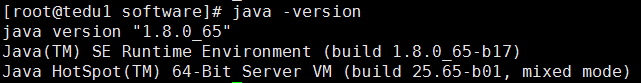 [root@tedu1 software]# java -version
java version "1.8.0_65"
Java(TM) SE Runtime Environment (build 1.8.0_65-b17)
Java HotSpot(TM) 64-Bit Server VM (build 25.65-b01, mixed mode)